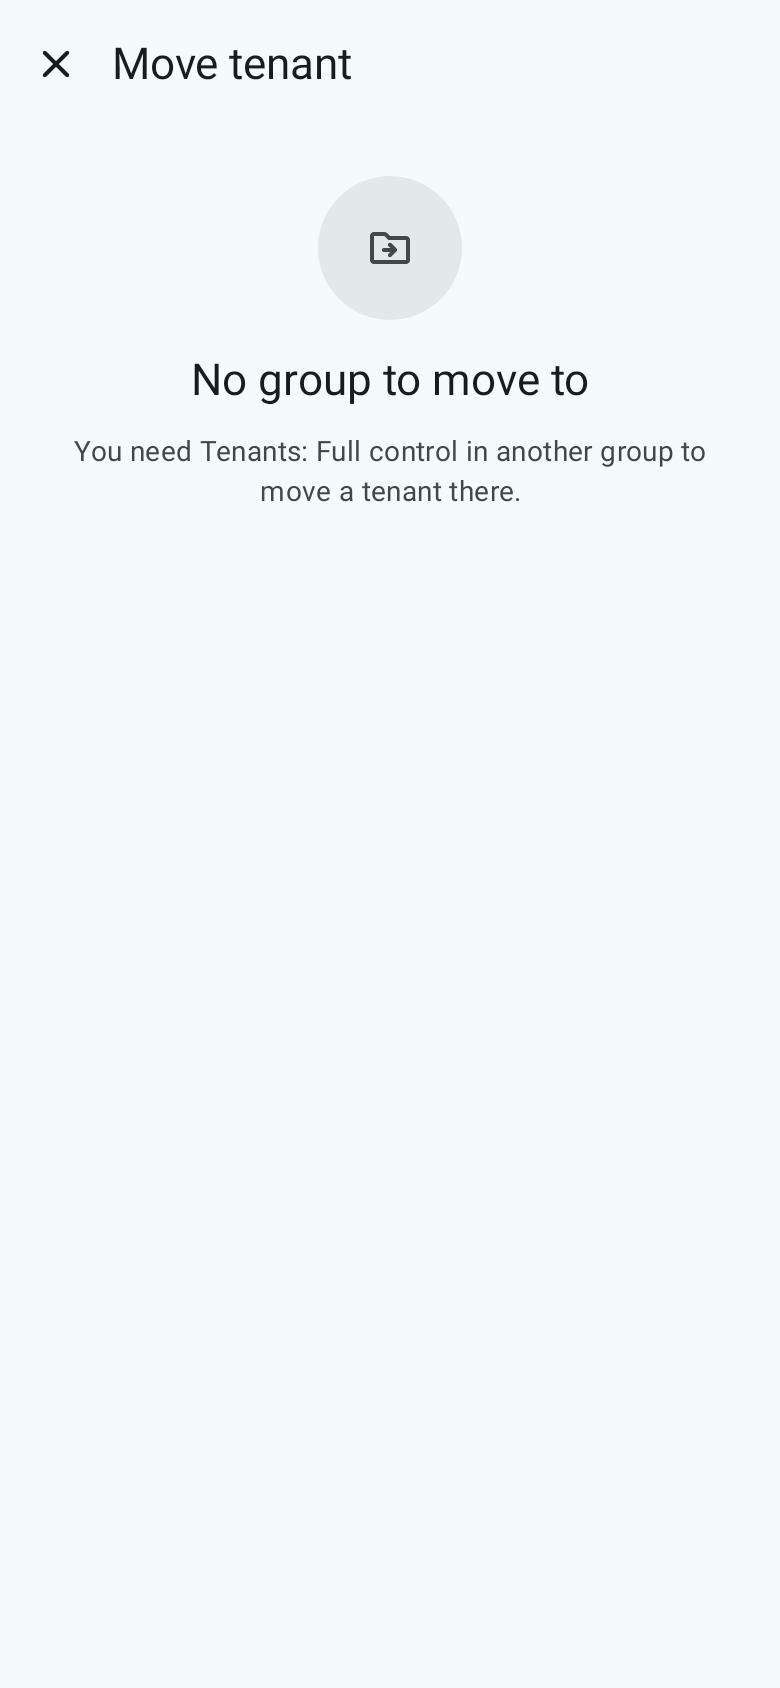 Move tenant
No group to move to
You need Tenants: Full control in another group to
move a tenant there.